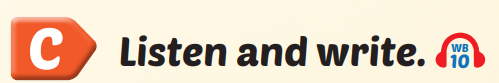 C Listen and write. WB 10